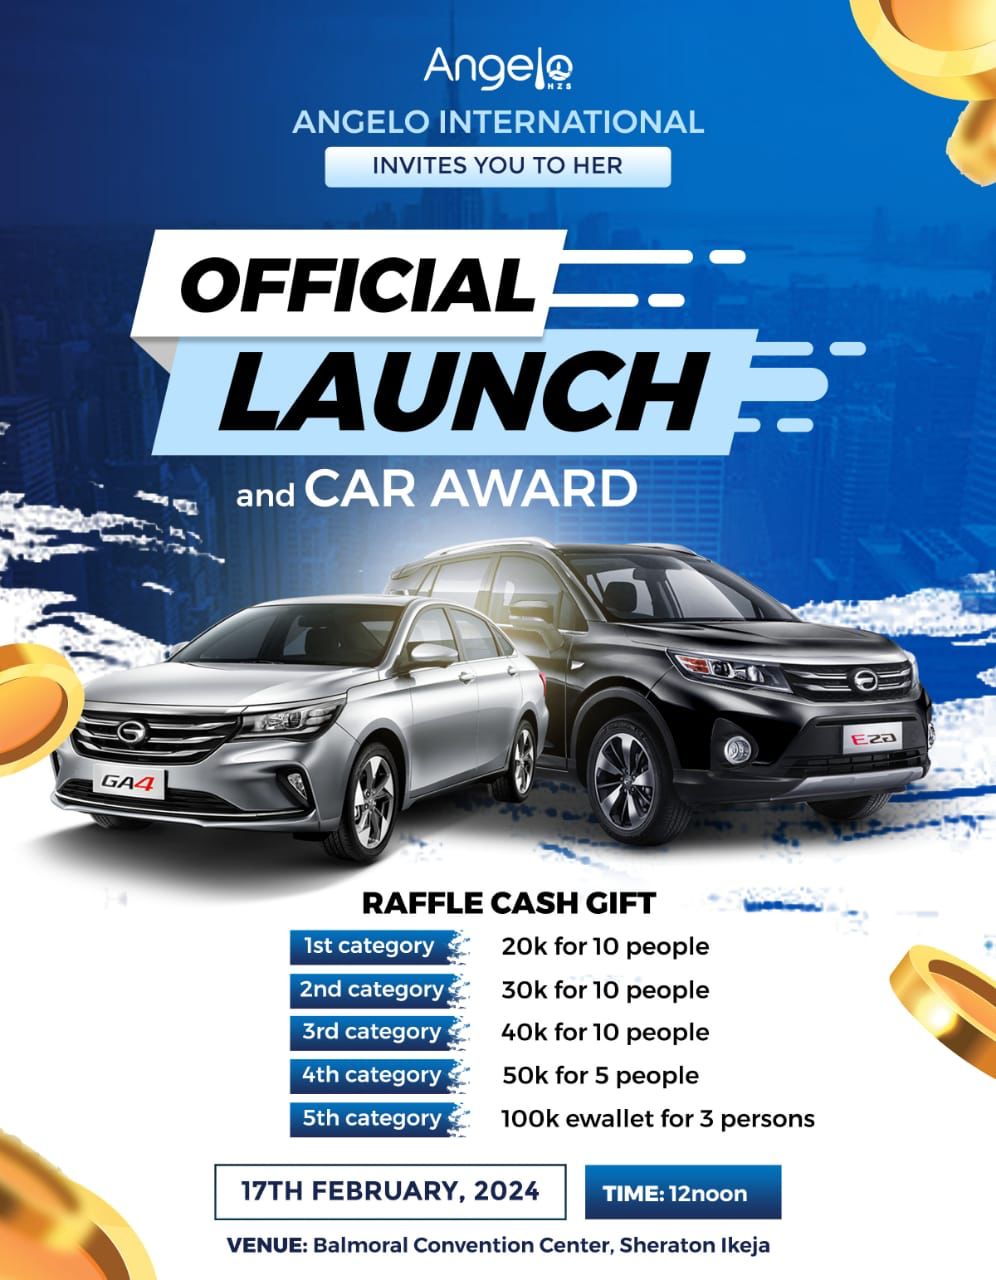 Angelo
HZS
ANGELO INTERNATIONAL
INVITES YOU TO HER
OFFICIAL
LAUNCH
and CAR AWARD
GA4
RAFFLE CASH GIFT
1st category 20k for 10 people
2nd category 30k for 10 people
3rd category 40k for 10 people
4th category 50k for 5 people
5th category 100k ewallet for 3 persons
17TH FEBRUARY, 2024 TIME: 12noon
VENUE: Balmoral Convention Center, Sheraton Ikeja